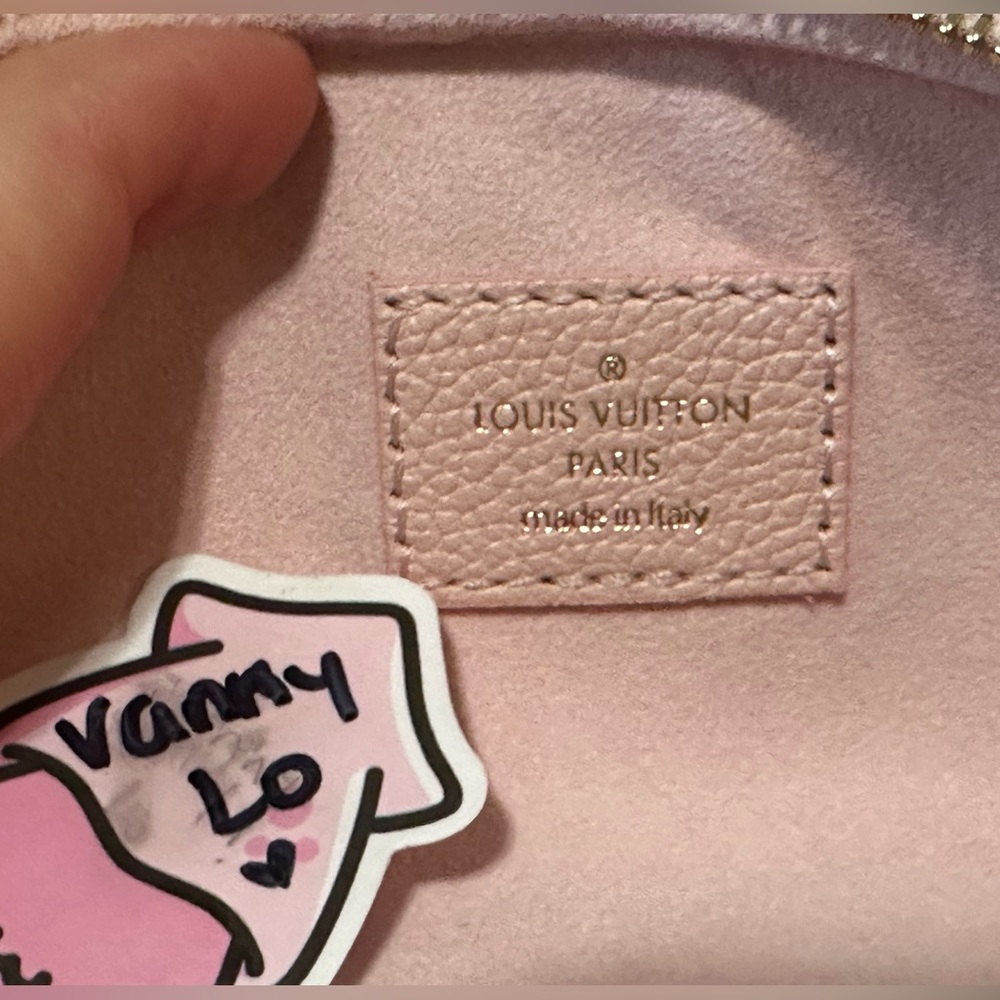 ®
LOUIS VUITTON
PARIS
made in Italy
Vanny
LO
♥